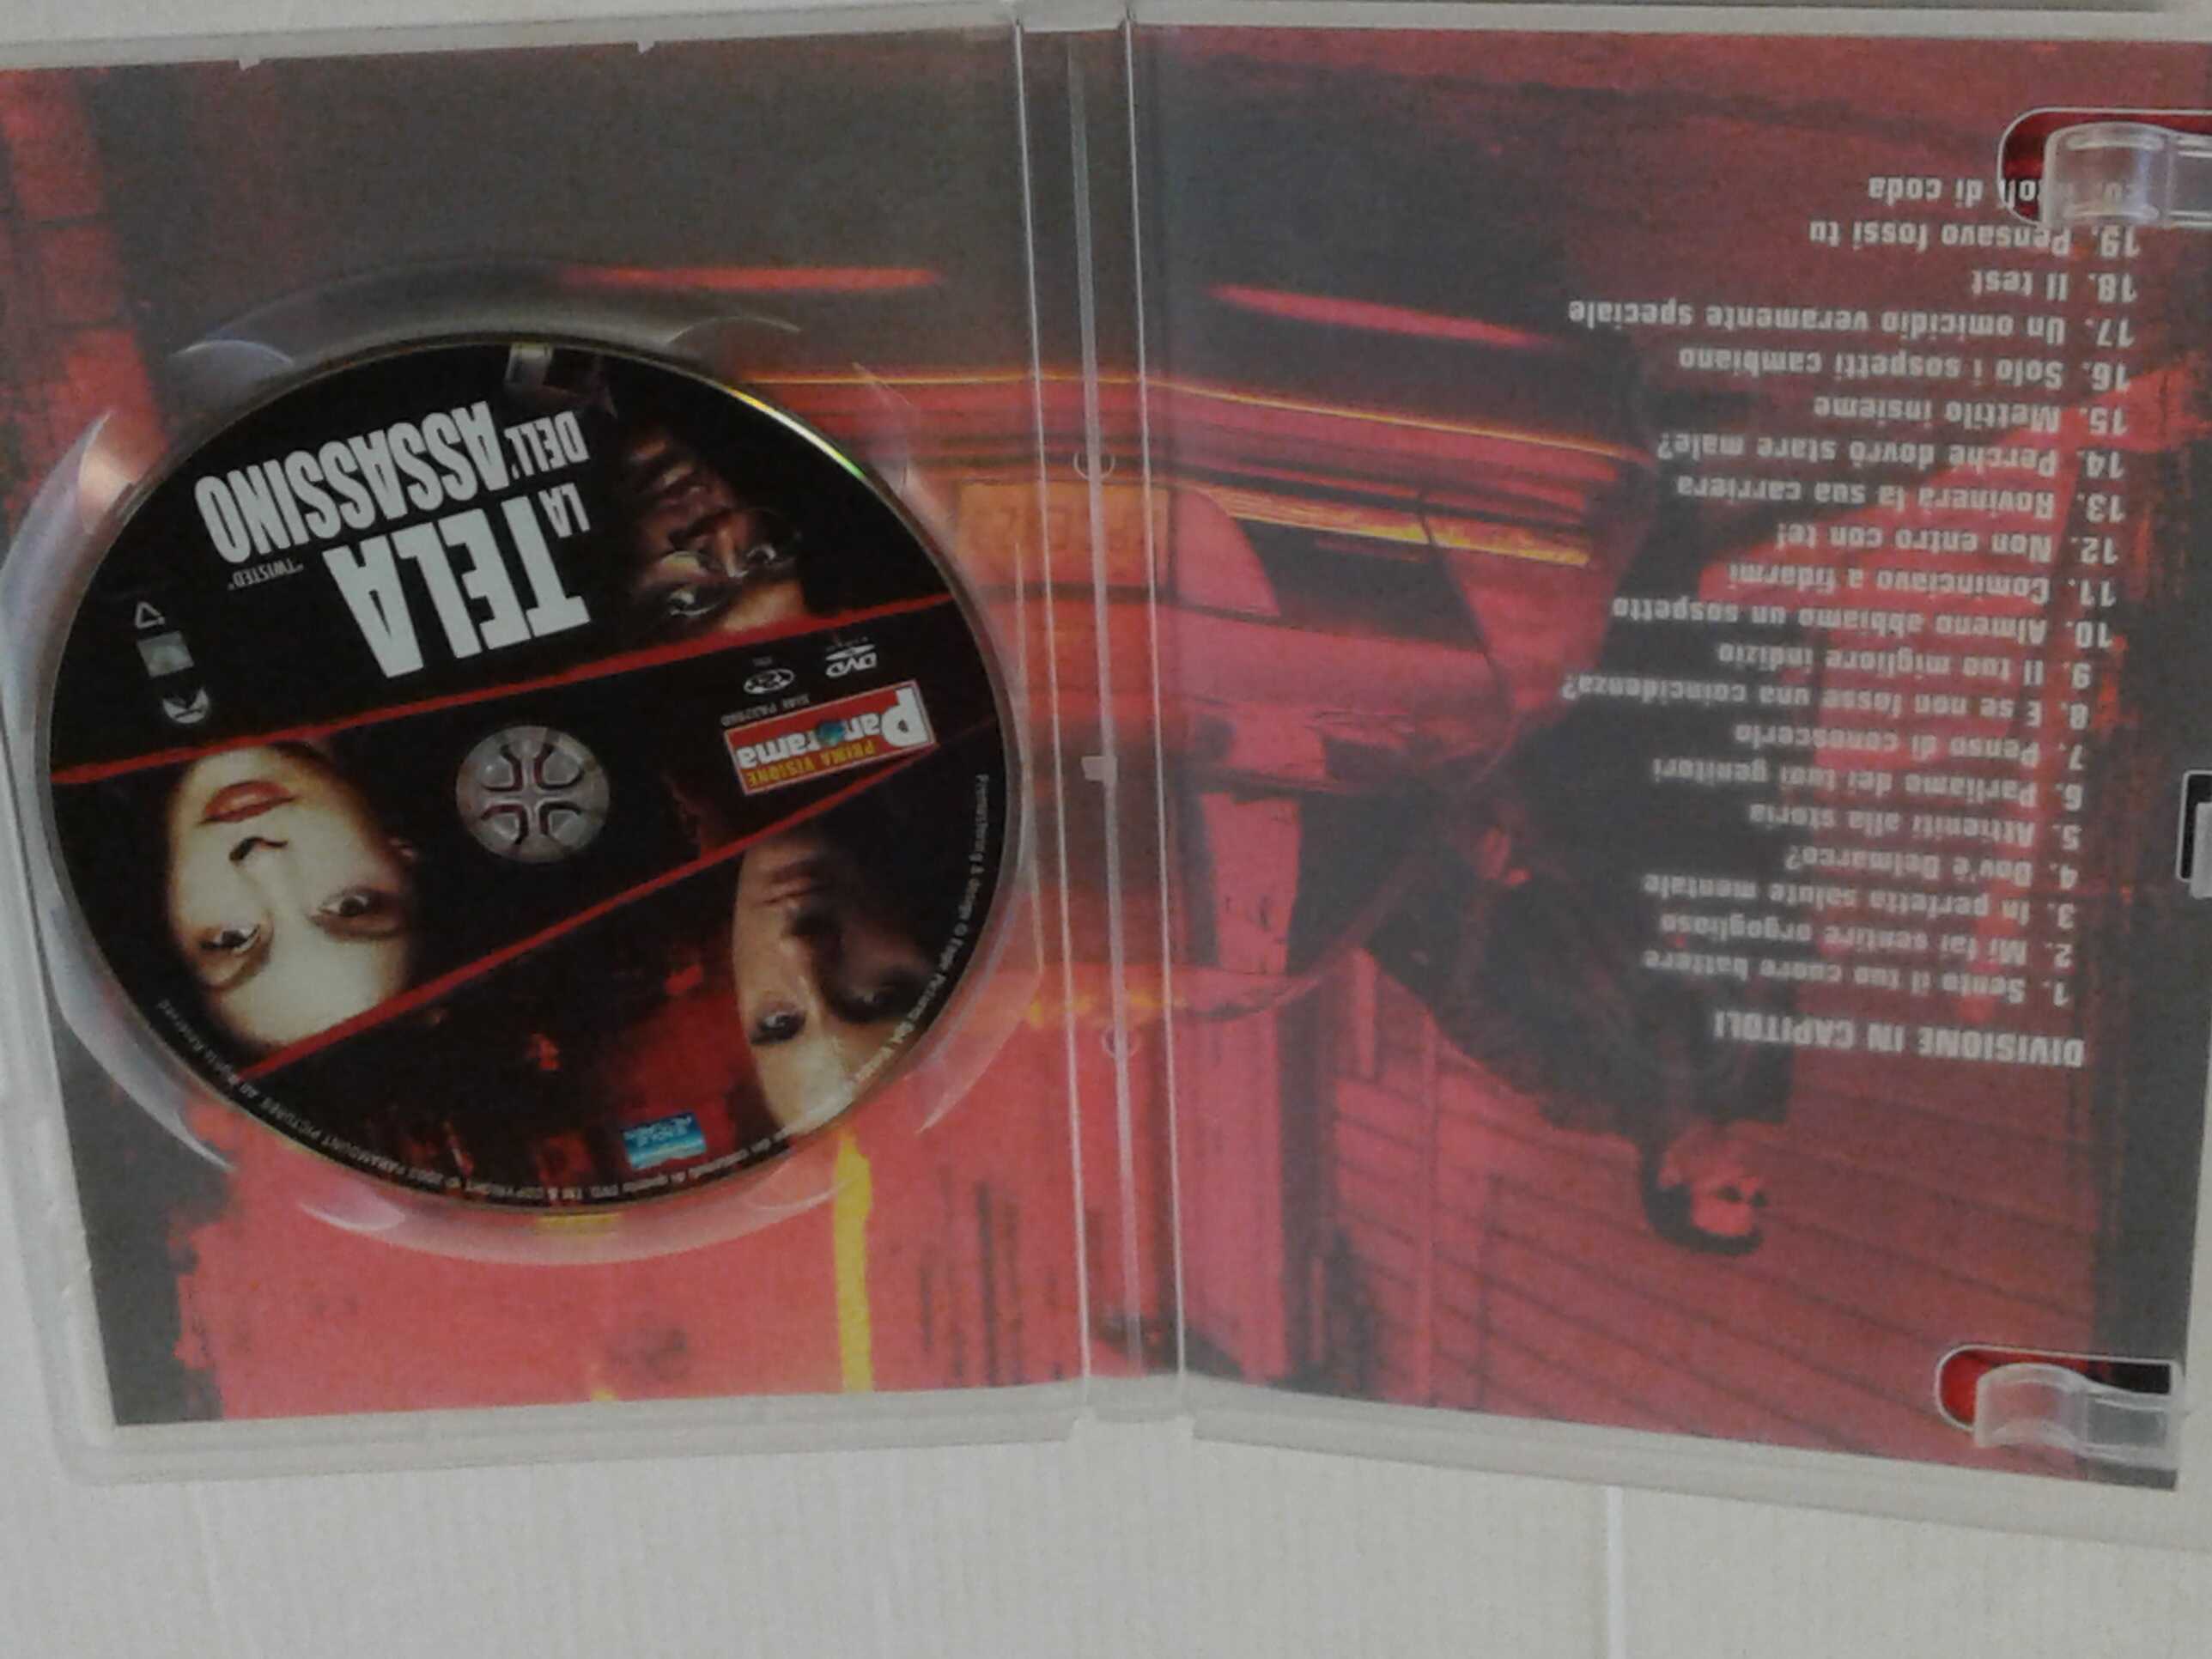 LA
TELA
DELL'ASSASSINO
"TWISTED"
PRIMA VISIONE
Panorama
DVD
DIVISIONE IN CAPITOLI
1. Sento il tuo cuore battere
2. Mi fai sentire orgoglioso
3. In perfetta salute mentale
4. Dov'è Delmarco?
5. Attieniti alla storia
6. Parliamo dei tuoi genitori
7. Penso di conoscerlo
8. E se non fosse una coincidenza?
9. Il tuo migliore indizio
10. Almeno abbiamo un sospetto
11. Cominciavo a fidarmi
12. Non entro con te!
13. Rovinerà la sua carriera
14. Perché dovrò stare male?
15. Mettilo insieme
16. Solo i sospetti cambiano
17. Un omicidio veramente speciale
18. Il test
19. Pensavo fossi tu
di coda